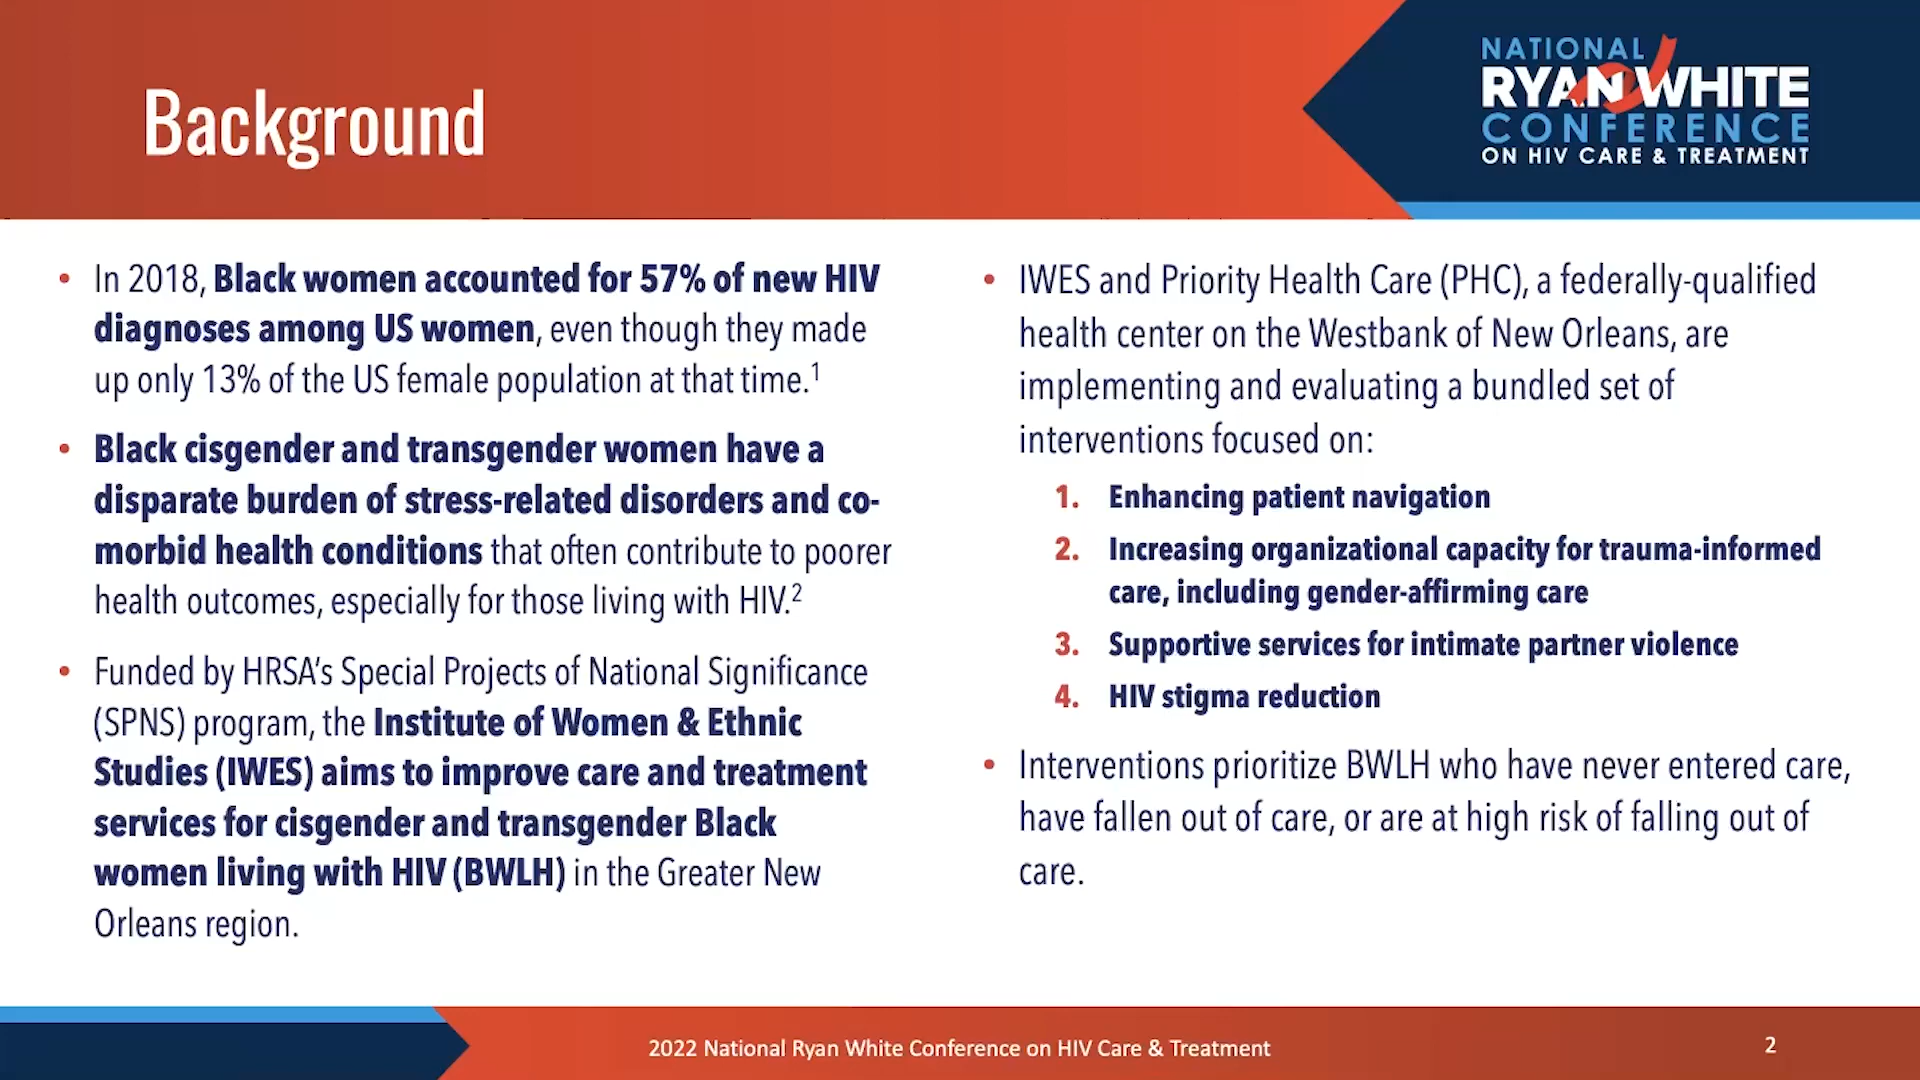 Background
NATIONAL
RYAN WHITE
CONFERENCE
ON HIV CARE & TREATMENT
• In 2018, Black women accounted for 57% of new HIV
diagnoses among US women, even though they made
up only 13% of the US female population at that time.1
• Black cisgender and transgender women have a
disparate burden of stress-related disorders and co-
morbid health conditions that often contribute to poorer
health outcomes, especially for those living with HIV.2
• Funded by HRSA‘s Special Projects of National Significance
(SPNS) program, the Institute of Women & Ethnic
Studies (IWES) aims to improve care and treatment
services for cisgender and transgender Black
women living with HIV (BWLH) in the Greater New
Orleans region.
• IWES and Priority Health Care (PHC), a federally-qualified
health center on the Westbank of New Orleans, are
implementing and evaluating a bundled set of
interventions focused on:
1. Enhancing patient navigation
2. Increasing organizational capacity for trauma-informed
care, including gender-affirming care
3. Supportive services for intimate partner violence
4. HIV stigma reduction
• Interventions prioritize BWLH who have never entered care,
have fallen out of care, or are at high risk of falling out of
care.
2022 National Ryan White Conference on HIV Care & Treatment
2